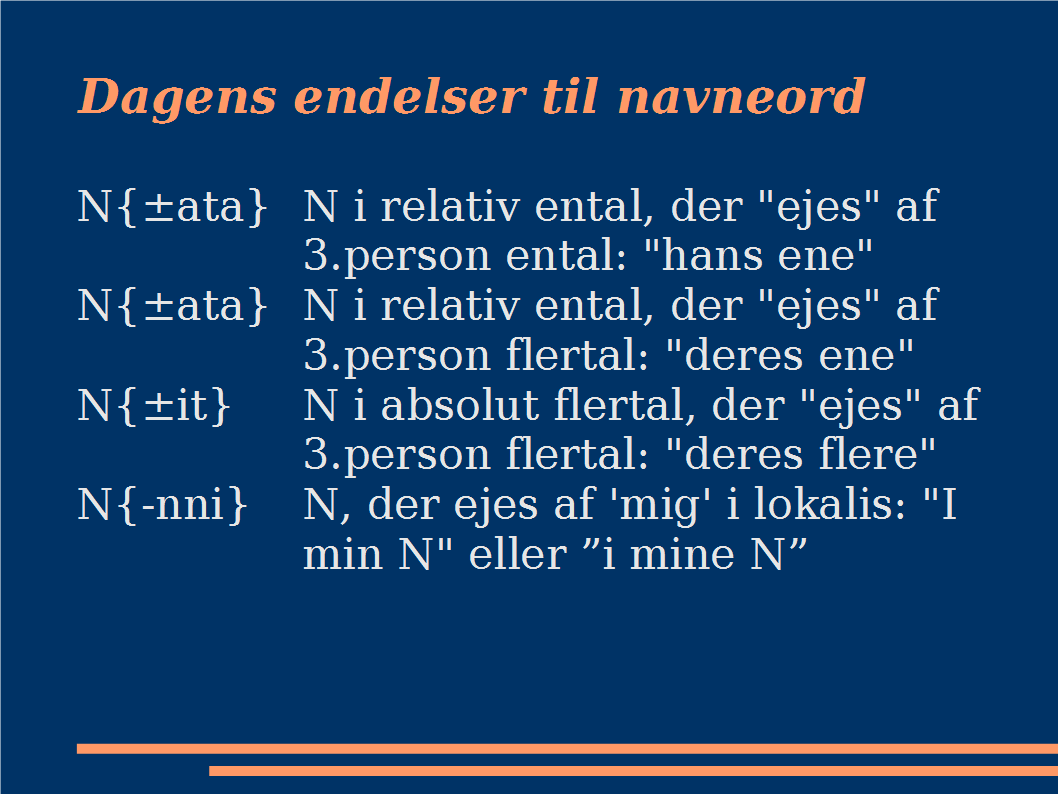 Dagens endelser til navneord
N{±ata} N i relativ ental, der "ejes" af
3.person ental: "hans ene"
N{±ata} N i relativ ental, der "ejes" af
3.person flertal: "deres ene"
N{±it} N i absolut flertal, der "ejes" af
3.person flertal: "deres flere"
N{-nni} N, der ejes af 'mig' i lokalis: "I
min N" eller ”i mine N”